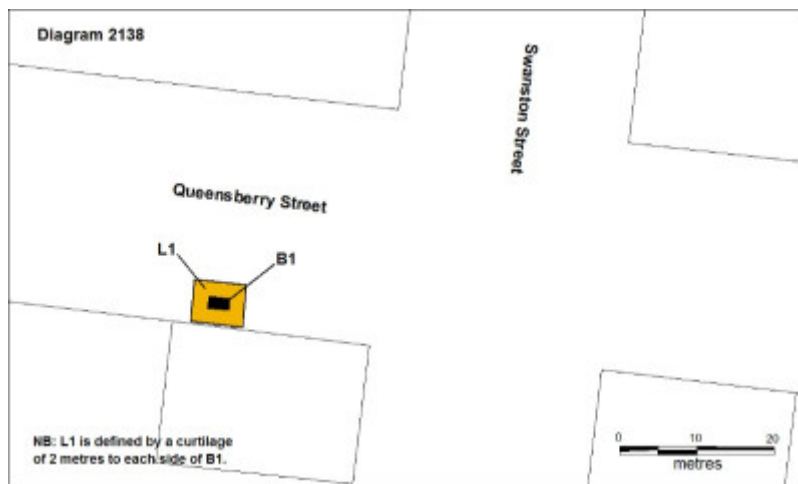 Diagram 2138
Swanston Street
Queensberry Street
L1
B1
NB: L1 is defined by a curtilage
of 2 metres to each side of B1.
0 10 20
metres